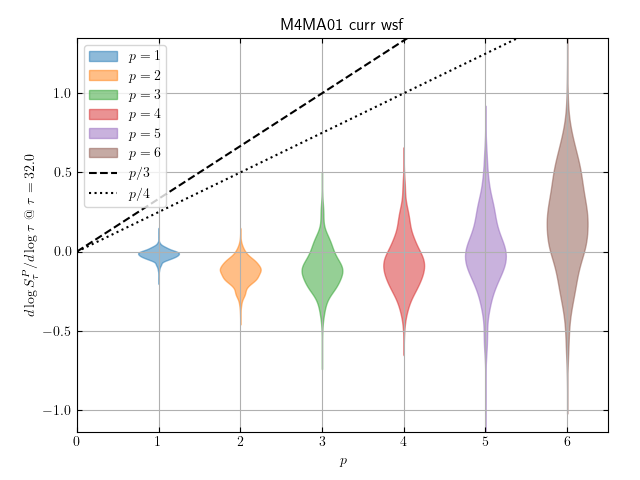 M4MA01 curr wsf
p = 1
p = 2
p = 3
p = 4
p = 5
p = 6
p/3
p/4
d log S_τ^P / d log τ @ τ = 32.0
1.0
0.5
0.0
−0.5
−1.0
0 1 2 3 4 5 6
p